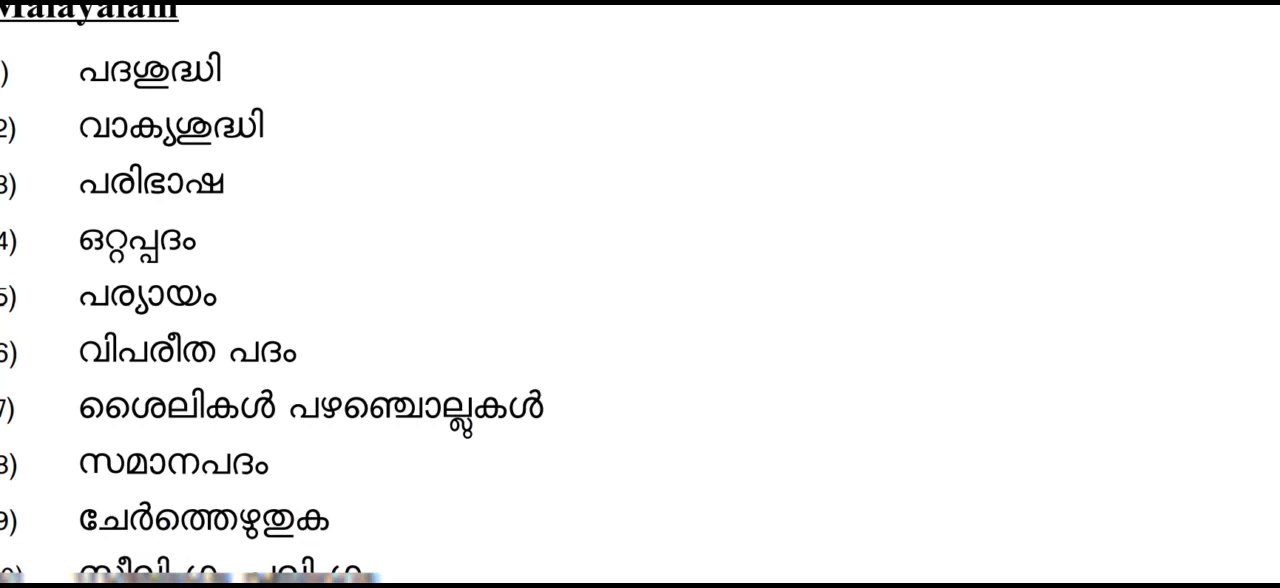 Malayalam
) പദശുദ്ധി
2) വാക്യശുദ്ധി
3) പരിഭാഷ
4) ഒറ്റപ്പദം
5) പര്യായം
6) വിപരീത പദം
7) ശൈലികൾ പഴഞ്ചൊല്ലുകൾ
8) സമാനപദം
9) ചേർത്തെഴുതുക